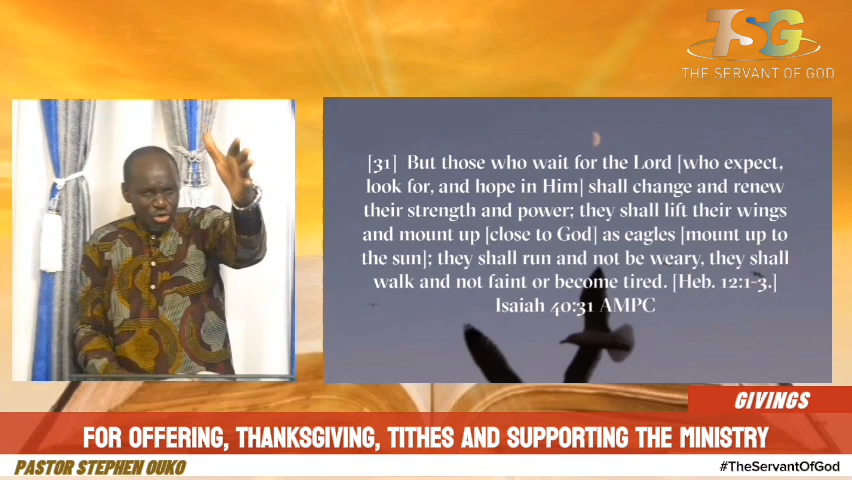 TSG
THE SERVANT OF GOD
[31] But those who wait for the Lord [who expect,
look for, and hope in Him] shall change and renew
their strength and power; they shall lift their wings
and mount up [close to God] as eagles [mount up to
the sun]; they shall run and not be weary, they shall
walk and not faint or become tired. [Heb. 12:1-3.]
Isaiah 40:31 AMPC
GIVINGS
FOR OFFERING, THANKSGIVING, TITHES AND SUPPORTING THE MINISTRY
PASTOR STEPHEN OUKO
#TheServantOfGod